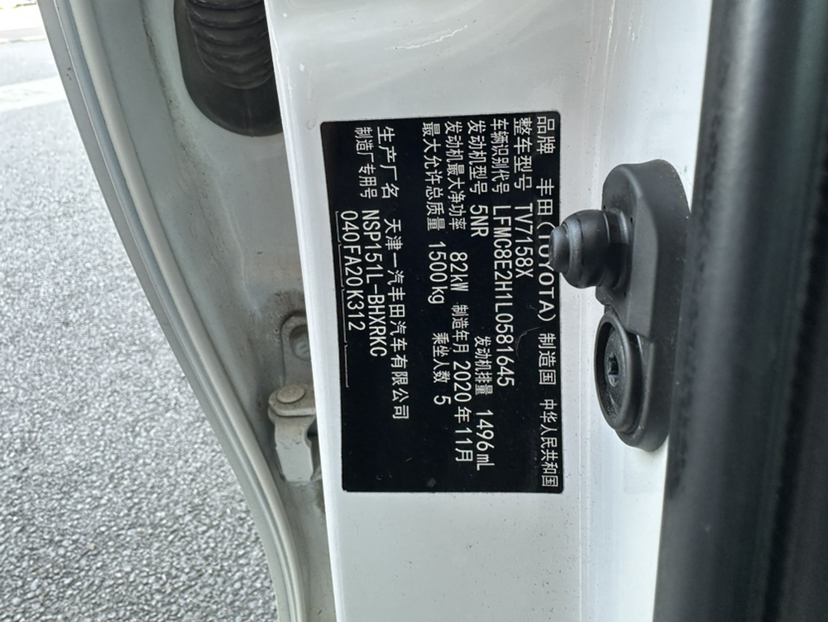 品牌 丰田（TOYOTA） 制造国 中华人民共和国
整车型号 TV7158X
车辆识别代号 LFMC8E2H1L0581645
发动机型号 5NR 发动机排量 1496mL
发动机最大净功率 82kW 制造年月 2020年11月
最大允许总质量 1500kg 乘坐人数 5
生产厂名 天津一汽丰田汽车有限公司
制造厂专用号 NSP151L-BHXRKC
040FA20K312